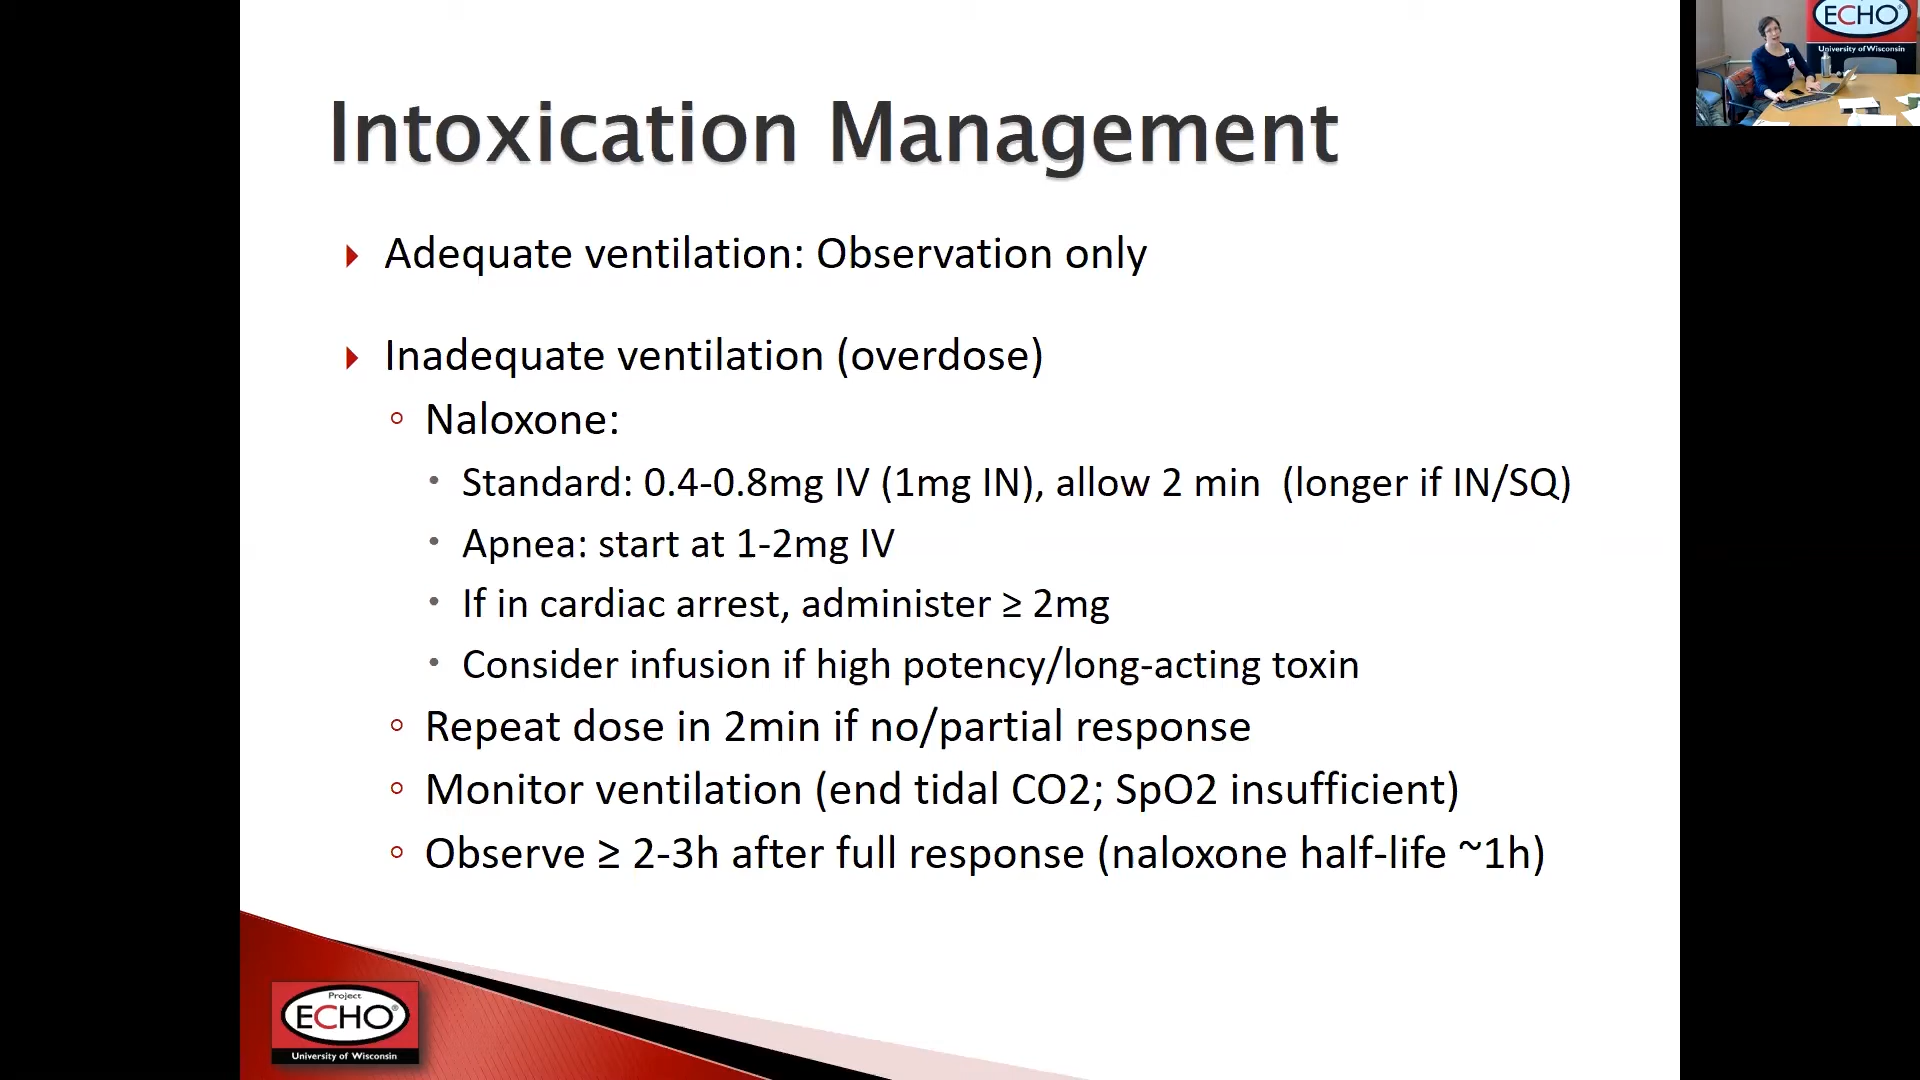 ECHO®
University of Wisconsin
Intoxication Management
Adequate ventilation: Observation only
Inadequate ventilation (overdose)
Naloxone:
Standard: 0.4-0.8mg IV (1mg IN), allow 2 min (longer if IN/SQ)
Apnea: start at 1-2mg IV
If in cardiac arrest, administer ≥ 2mg
Consider infusion if high potency/long-acting toxin
Repeat dose in 2min if no/partial response
Monitor ventilation (end tidal CO2; SpO2 insufficient)
Observe ≥ 2-3h after full response (naloxone half-life ~1h)
Project
ECHO®
University of Wisconsin